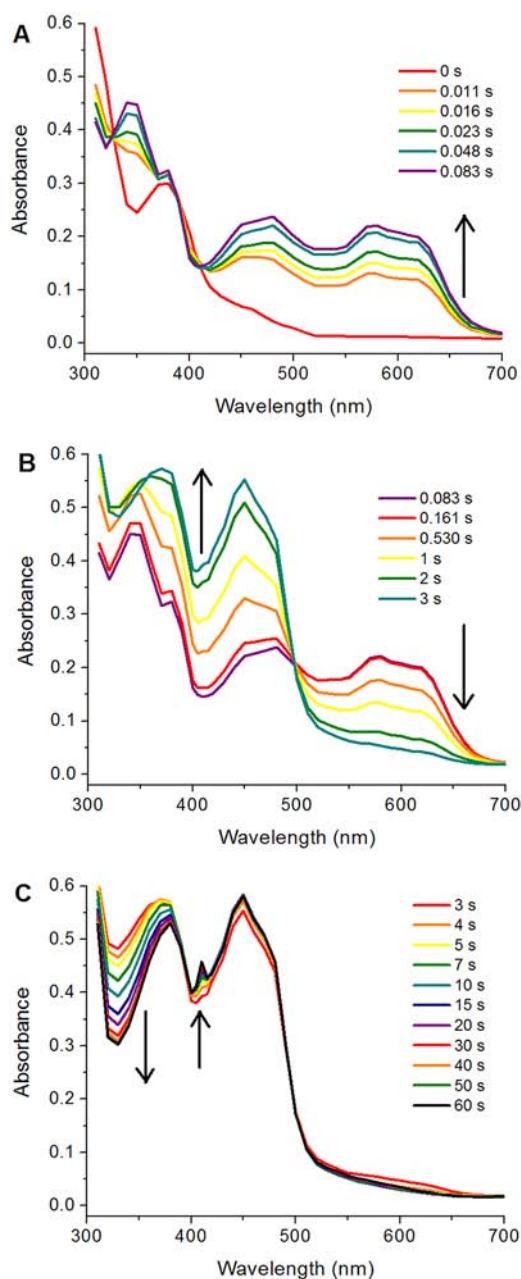 A
0.6
0.5
0.4
0.3
0.2
0.1
0.0
Absorbance
0 s
0.011 s
0.016 s
0.023 s
0.048 s
0.083 s
300 400 500 600 700
Wavelength (nm)
B
0.6
0.5
0.4
0.3
0.2
0.1
0.0
Absorbance
0.083 s
0.161 s
0.530 s
1 s
2 s
3 s
300 400 500 600 700
Wavelength (nm)
C
0.6
0.5
0.4
0.3
0.2
0.1
0.0
Absorbance
3 s
4 s
5 s
7 s
10 s
15 s
20 s
30 s
40 s
50 s
60 s
300 400 500 600 700
Wavelength (nm)